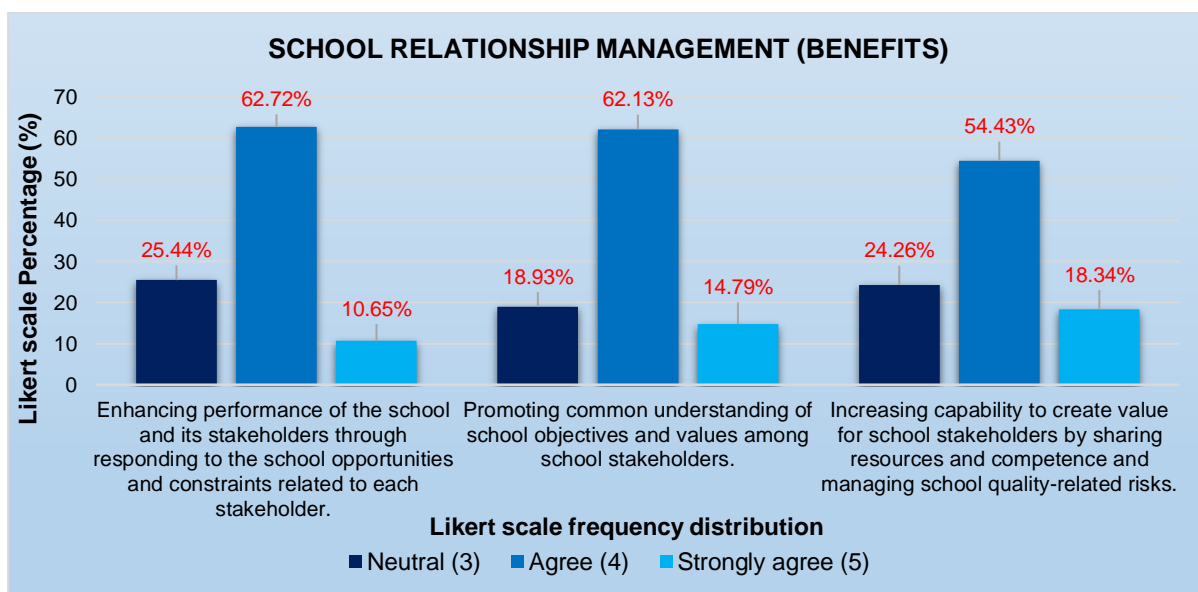 SCHOOL RELATIONSHIP MANAGEMENT (BENEFITS)
Likert scale Percentage (%)
70
60
50
40
30
20
10
0
25.44%
62.72%
10.65%
18.93%
62.13%
14.79%
24.26%
54.43%
18.34%
Enhancing performance of the school
and its stakeholders through
responding to the school opportunities
and constraints related to each
stakeholder.
Promoting common understanding of
school objectives and values among
school stakeholders.
Increasing capability to create value
for school stakeholders by sharing
resources and competence and
managing school quality-related risks.
Likert scale frequency distribution
Neutral (3) Agree (4) Strongly agree (5)